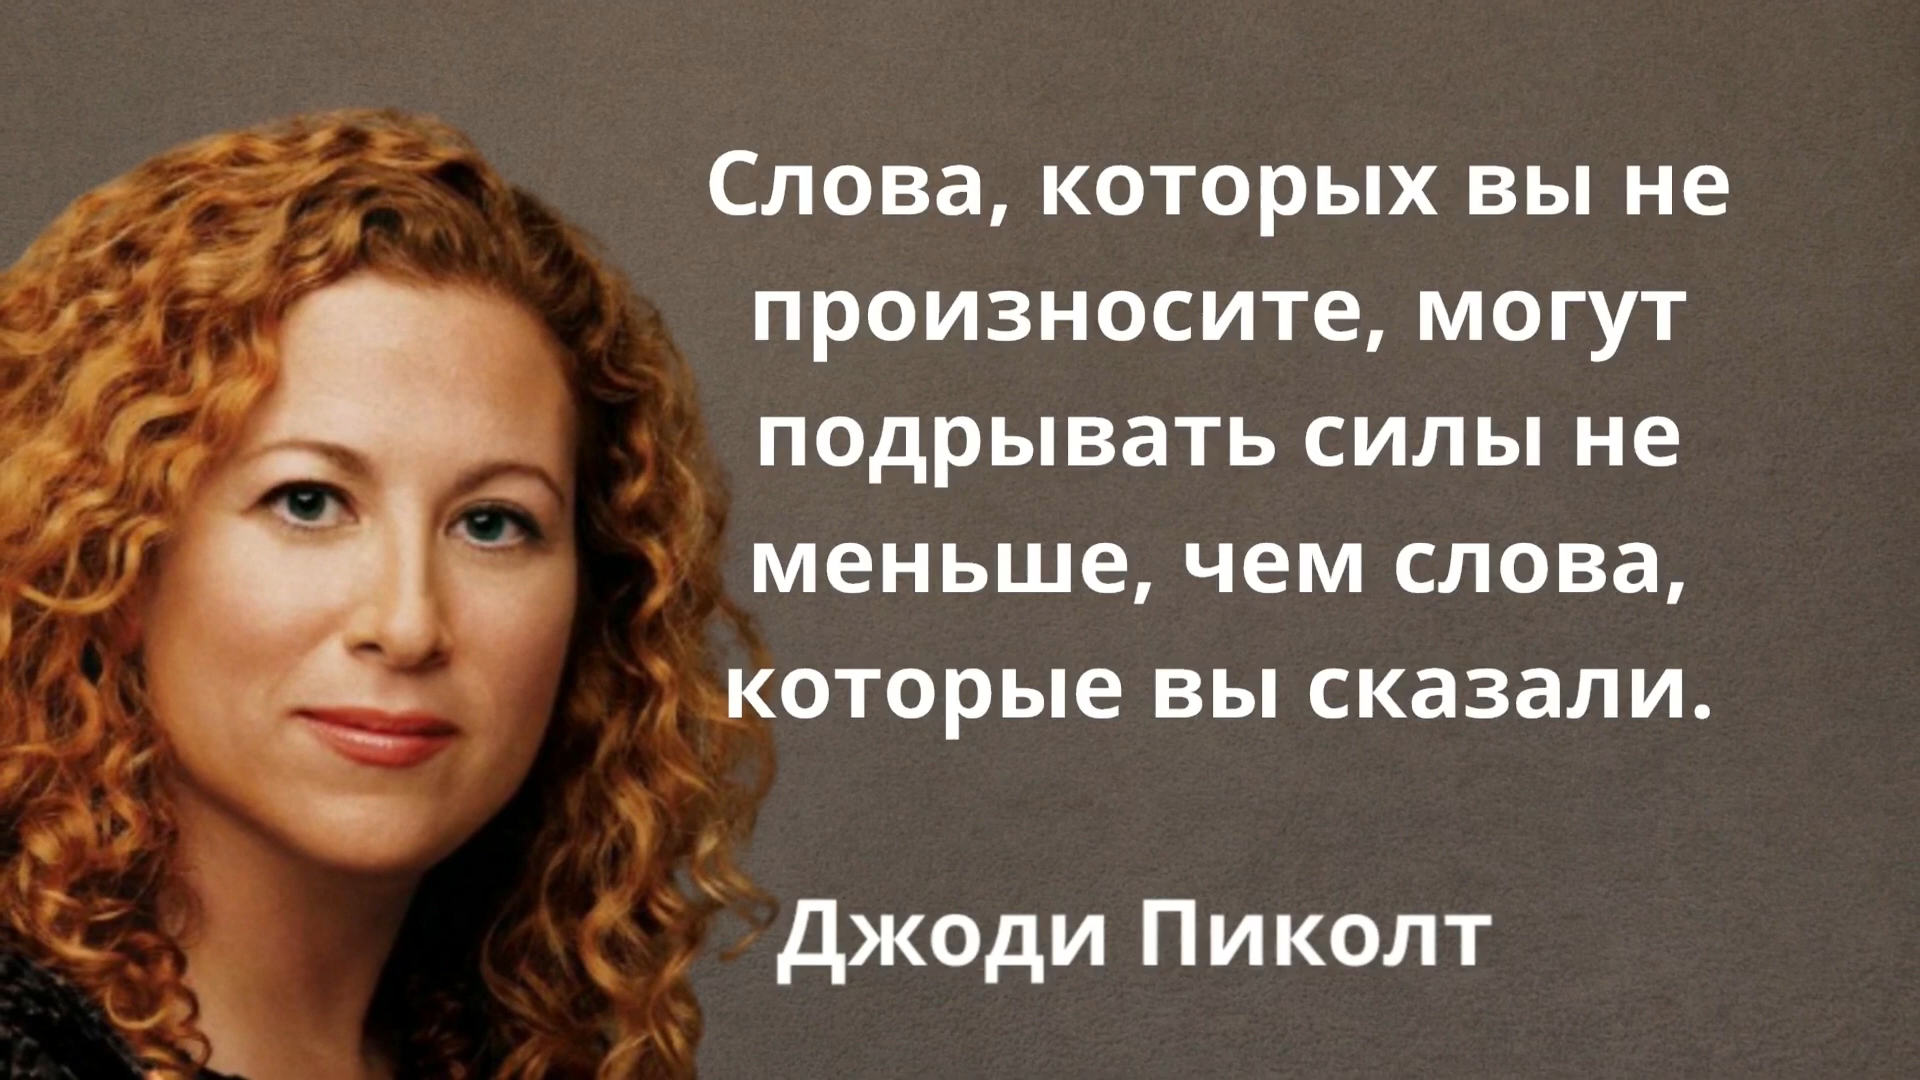 Слова, которых вы не
произносите, могут
подрывать силы не
меньше, чем слова,
которые вы сказали.
Джоди Пиколт